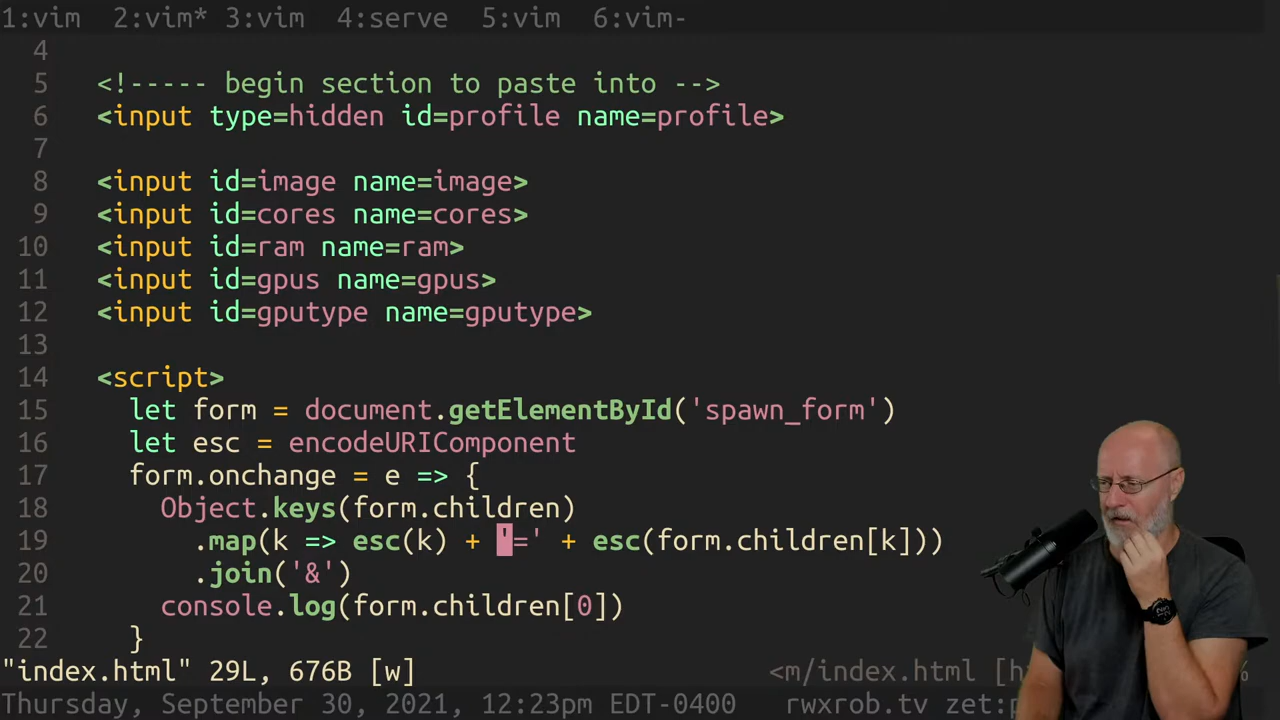 1:vim 2:vim* 3:vim 4:serve 5:vim 6:vim-
4
5 <!----- begin section to paste into -->
6 <input type=hidden id=profile name=profile>
7
8 <input id=image name=image>
9 <input id=cores name=cores>
10 <input id=ram name=ram>
11 <input id=gpus name=gpus>
12 <input id=gputype name=gputype>
13
14 <script>
15 let form = document.getElementById('spawn_form')
16 let esc = encodeURIComponent
17 form.onchange = e => {
18 Object.keys(form.children)
19 .map(k => esc(k) + '=' + esc(form.children[k]))
20 .join('&')
21 console.log(form.children[0])
22 }
"index.html" 29L, 676B [w] <m/index.html
Thursday, September 30, 2021, 12:23pm EDT-0400 rwxrob.tv